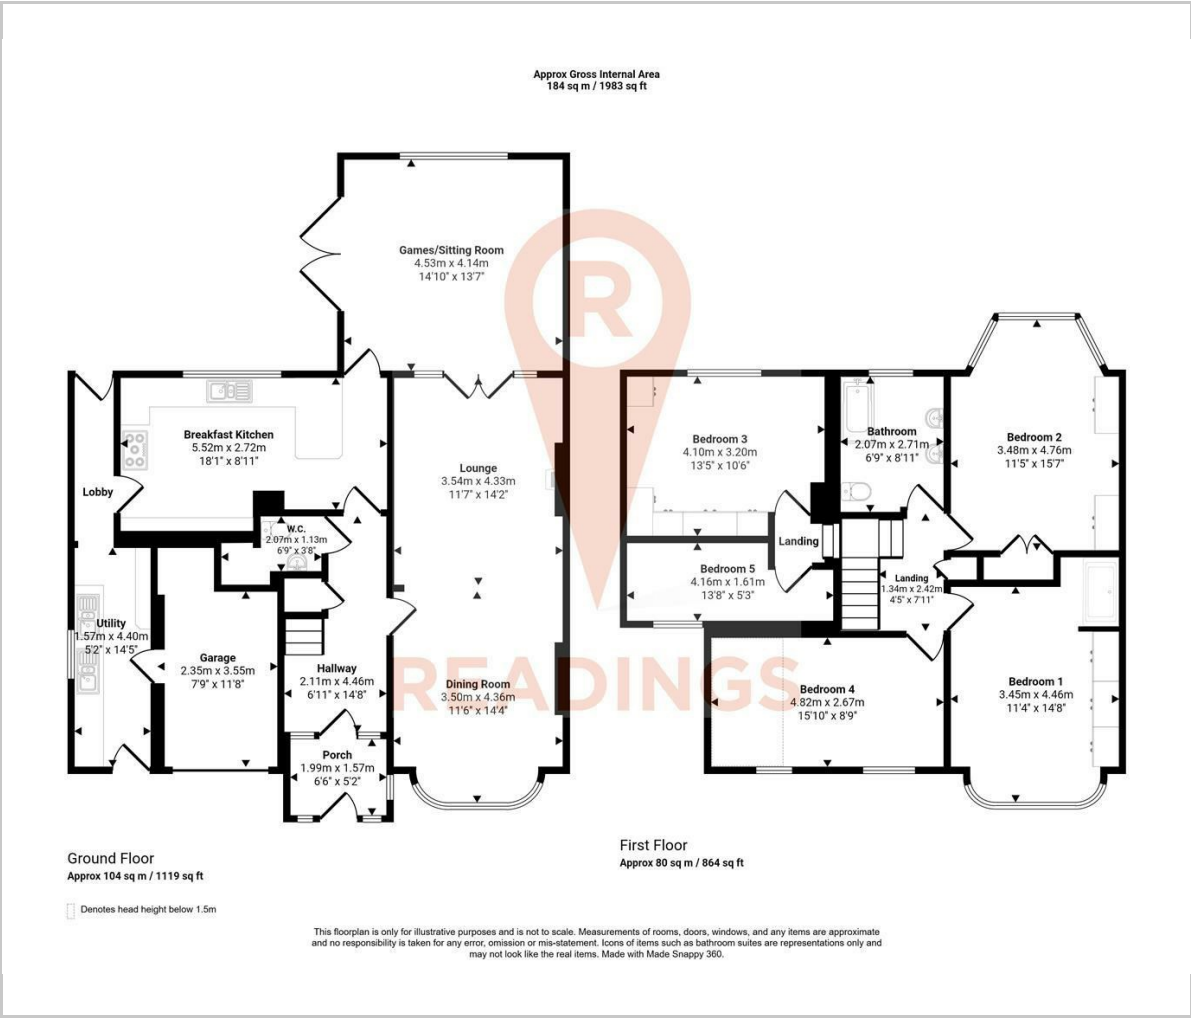 Approx Gross Internal Area
184 sq m / 1983 sq ft
Games/Sitting Room
4.53m x 4.14m
14'10" x 13'7"
Breakfast Kitchen
5.52m x 2.72m
18'1" x 8'11"
Lounge
3.54m x 4.33m
11'7" x 14'2"
Lobby
W.C.
2.07m x 1.13m
6'9" x 3'8"
Utility
1.57m x 4.40m
5'2" x 14'5"
Garage
2.35m x 3.55m
7'9" x 11'8"
Hallway
2.11m x 4.46m
6'11" x 14'8"
Dining Room
3.50m x 4.36m
11'6" x 14'4"
Porch
1.99m x 1.57m
6'6" x 5'2"
Bedroom 3
4.10m x 3.20m
13'5" x 10'6"
Bathroom
2.07m x 2.71m
6'9" x 8'11"
Bedroom 2
3.48m x 4.76m
11'5" x 15'7"
Landing
Bedroom 5
4.16m x 1.61m
13'8" x 5'3"
Landing
1.34m x 2.42m
4'5" x 7'11"
Bedroom 4
4.82m x 2.67m
15'10" x 8'9"
Bedroom 1
3.45m x 4.46m
11'4" x 14'8"
R
READINGS
Ground Floor
Approx 104 sq m / 1119 sq ft
First Floor
Approx 80 sq m / 864 sq ft
Denotes head height below 1.5m
This floorplan is only for illustrative purposes and is not to scale. Measurements of rooms, doors, windows, and any items are approximate
and no responsibility is taken for any error, omission or mis-statement. Icons of items such as bathroom suites are representations only and
may not look like the real items. Made with Made Snappy 360.